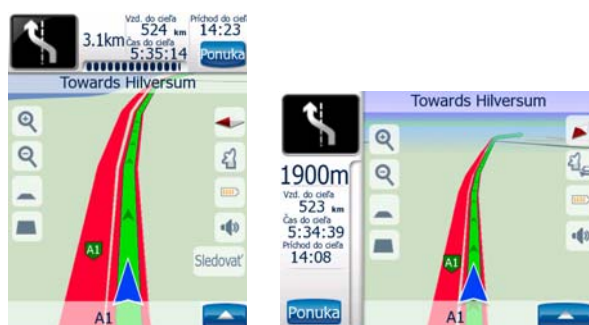 Vzd. do cieľa
524 km
Príchod do cieľa
14:23
3.1km
Čas do cieľa
5:35:14
Ponuka
Towards Hilversum
A1
Sledovať
A1
Towards Hilversum
1900m
Vzd. do cieľa
523 km
Čas do cieľa
5:34:39
Príchod do cieľa
14:08
Ponuka
A1
A1